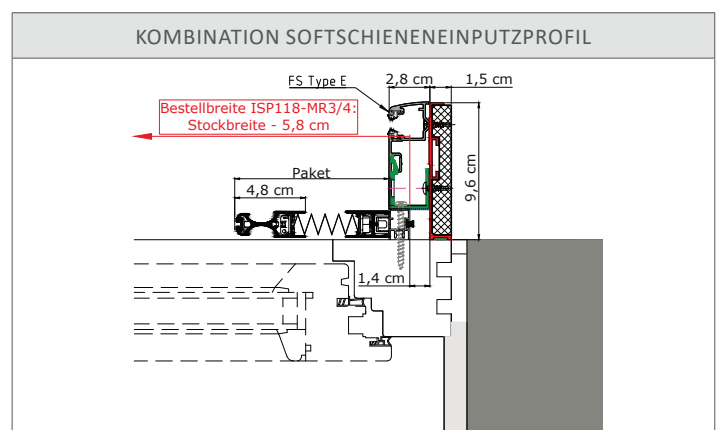 KOMBINATION SOFTSCHIENENEINPUTZPROFIL
FS Type E
2,8 cm
1,5 cm
Bestellbreite ISP118-MR3/4:
Stockbreite - 5,8 cm
Paket
4,8 cm
9,6 cm
1,4 cm